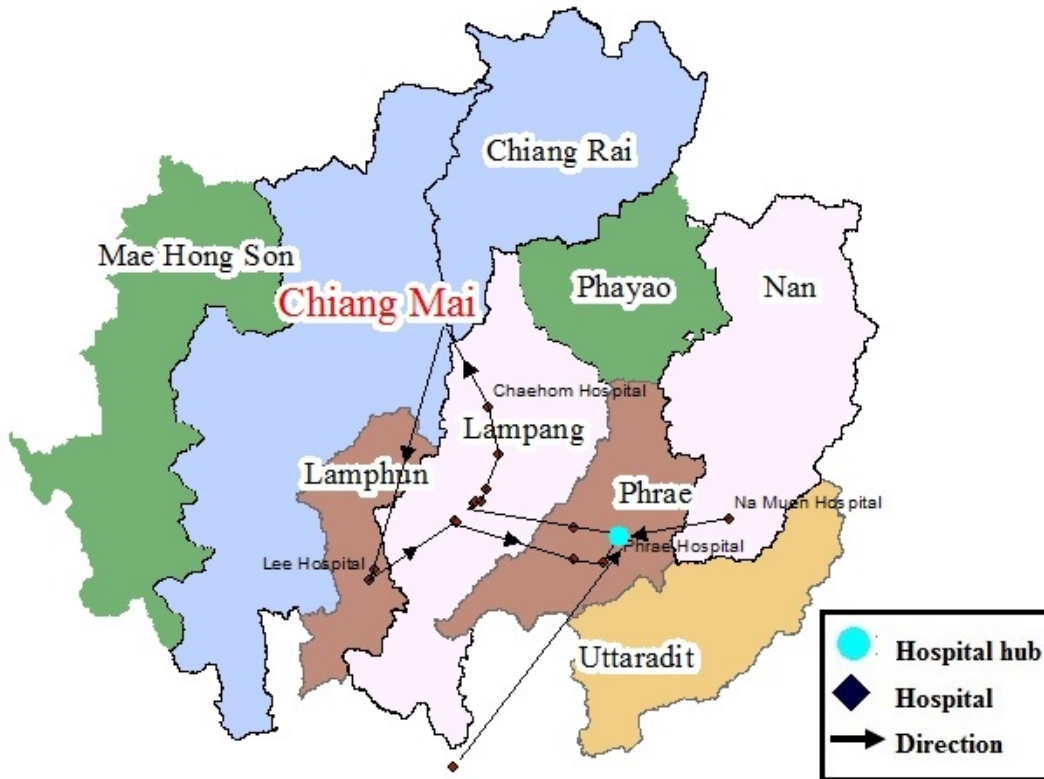 Chiang Rai
Mae Hong Son
Phayao
Nan
Chiang Mai
Chaehom Hospital
Lampang
Lamphun
Phrae
Na Muen Hospital
Phrae Hospital
Lee Hospital
Uttaradit
Hospital hub
Hospital
Direction